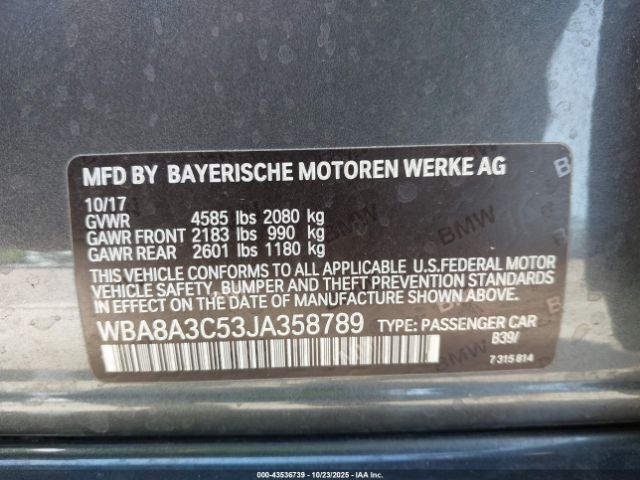 MFD BY BAYERISCHE MOTOREN WERKE AG
10/17
GVWR 4585 lbs 2080 kg
GAWR FRONT 2183 lbs 990 kg
GAWR REAR 2601 lbs 1180 kg
THIS VEHICLE CONFORMS TO ALL APPLICABLE U.S.FEDERAL MOTOR
VEHICLE SAFETY, BUMPER AND THEFT PREVENTION STANDARDS
IN EFFECT ON THE DATE OF MANUFACTURE SHOWN ABOVE.
WBA8A3C53JA358789 TYPE: PASSENGER CAR
B39/
7 315 814
BMW
BMW
BMW
000-43536739 - 10/23/2025 - IAA Inc.